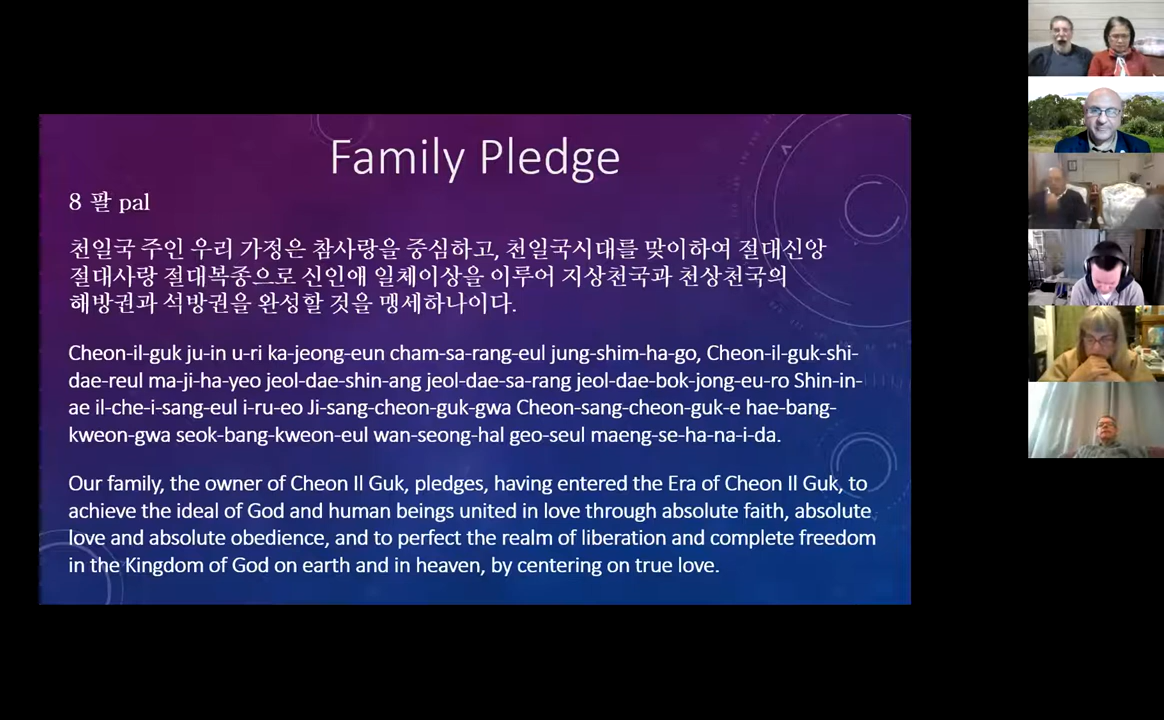 Family Pledge
8 팔 pal
천일국 주인 우리 가정은 참사랑을 중심하고, 천일국시대를 맞이하여 절대신앙
절대사랑 절대복종으로 신인애 일체이상을 이루어 지상천국과 천상천국의
해방권과 석방권을 완성할 것을 맹세하나이다.
Cheon-il-guk ju-in u-ri ka-jeong-eun cham-sa-rang-eul jung-shim-ha-go, Cheon-il-guk-shi-
dae-reul ma-ji-ha-yeo jeol-dae-shin-ang jeol-dae-sa-rang jeol-dae-bok-jong-eu-ro Shin-in-
ae il-che-i-sang-eul i-ru-eo Ji-sang-cheon-guk-gwa Cheon-sang-cheon-guk-e hae-bang-
kweon-gwa seok-bang-kweon-eul wan-seong-hal geo-seul maeng-se-ha-na-i-da.
Our family, the owner of Cheon Il Guk, pledges, having entered the Era of Cheon Il Guk, to
achieve the ideal of God and human beings united in love through absolute faith, absolute
love and absolute obedience, and to perfect the realm of liberation and complete freedom
in the Kingdom of God on earth and in heaven, by centering on true love.